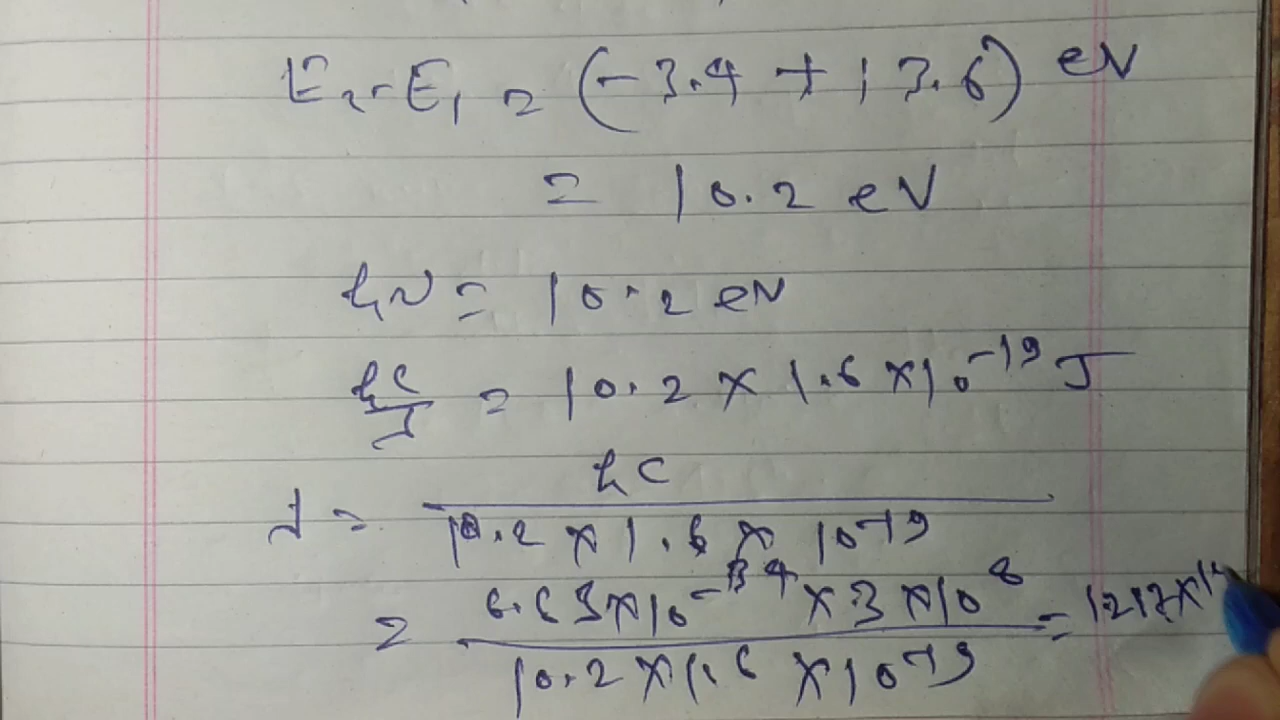 E₂-E₁ = (-3.4 + 13.6) eV
= 10.2 eV
hν = 10.2 eV
hc/λ = 10.2 × 1.6 × 10⁻¹⁹ J
λ = hc / 10.2 × 1.6 × 10⁻¹⁹
= 6.63×10⁻³⁴ × 3 × 10⁸ / 10.2 × 1.6 × 10⁻¹⁹ = 1217×1